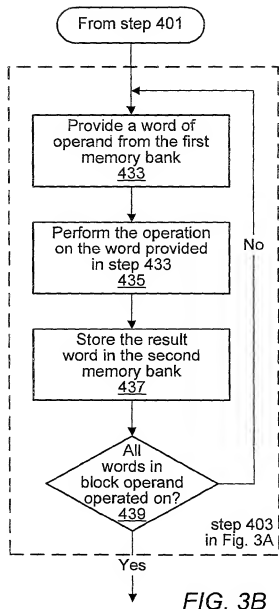 From step 401
Provide a word of
operand from the first
memory bank
433
Perform the operation
on the word provided
in step 433
435
Store the result
word in the second
memory bank
437
No
All
words in
block operand
operated on?
439
step 403
in Fig. 3A
Yes
FIG. 3B